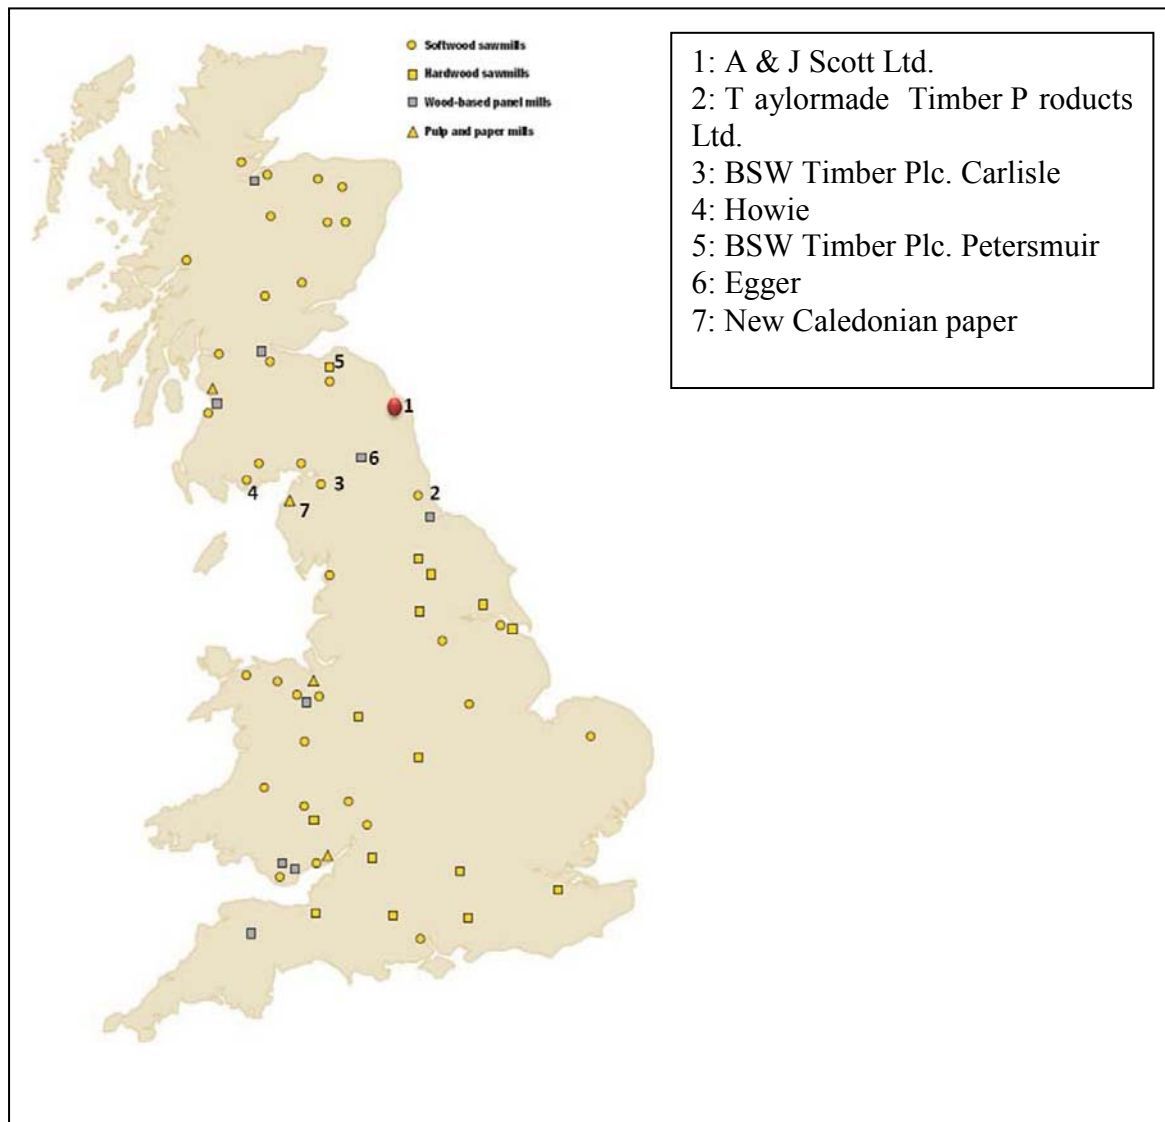 Softwood sawmills
Hardwood sawmills
Wood-based panel mills
Pulp and paper mills
1: A & J Scott Ltd.
2: T aylormade Timber P roducts
Ltd.
3: BSW Timber Plc. Carlisle
4: Howie
5: BSW Timber Plc. Petersmuir
6: Egger
7: New Caledonian paper
5
1
6
3
4
2
7